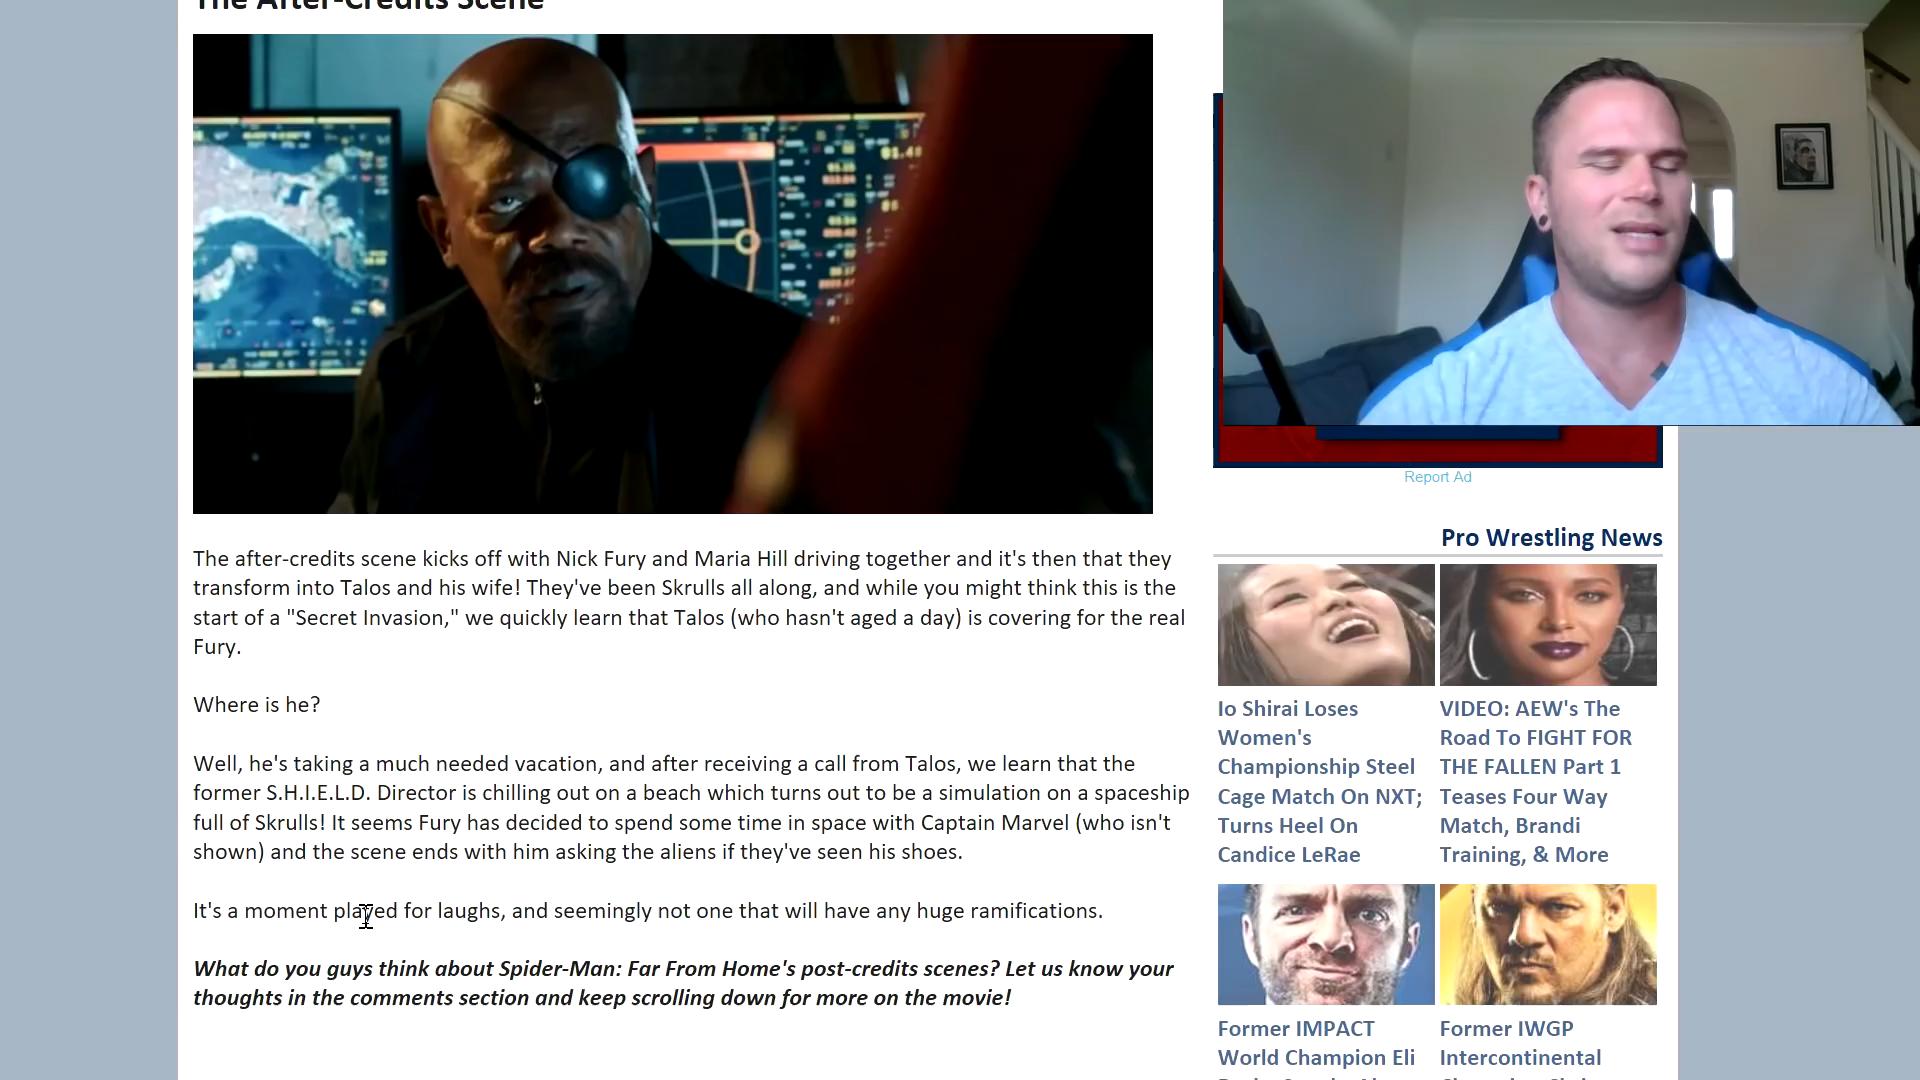 The After-Credits Scene
The after-credits scene kicks off with Nick Fury and Maria Hill driving together and it's then that they
transform into Talos and his wife! They've been Skrulls all along, and while you might think this is the
start of a "Secret Invasion," we quickly learn that Talos (who hasn't aged a day) is covering for the real
Fury.
Where is he?
Well, he's taking a much needed vacation, and after receiving a call from Talos, we learn that the
former S.H.I.E.L.D. Director is chilling out on a beach which turns out to be a simulation on a spaceship
full of Skrulls! It seems Fury has decided to spend some time in space with Captain Marvel (who isn't
shown) and the scene ends with him asking the aliens if they've seen his shoes.
It's a moment played for laughs, and seemingly not one that will have any huge ramifications.
What do you guys think about Spider-Man: Far From Home's post-credits scenes? Let us know your
thoughts in the comments section and keep scrolling down for more on the movie!
Report Ad
Pro Wrestling News
Io Shirai Loses
Women's
Championship Steel
Cage Match On NXT;
Turns Heel On
Candice LeRae
VIDEO: AEW's The
Road To FIGHT FOR
THE FALLEN Part 1
Teases Four Way
Match, Brandi
Training, & More
Former IMPACT
World Champion Eli
Former IWGP
Intercontinental